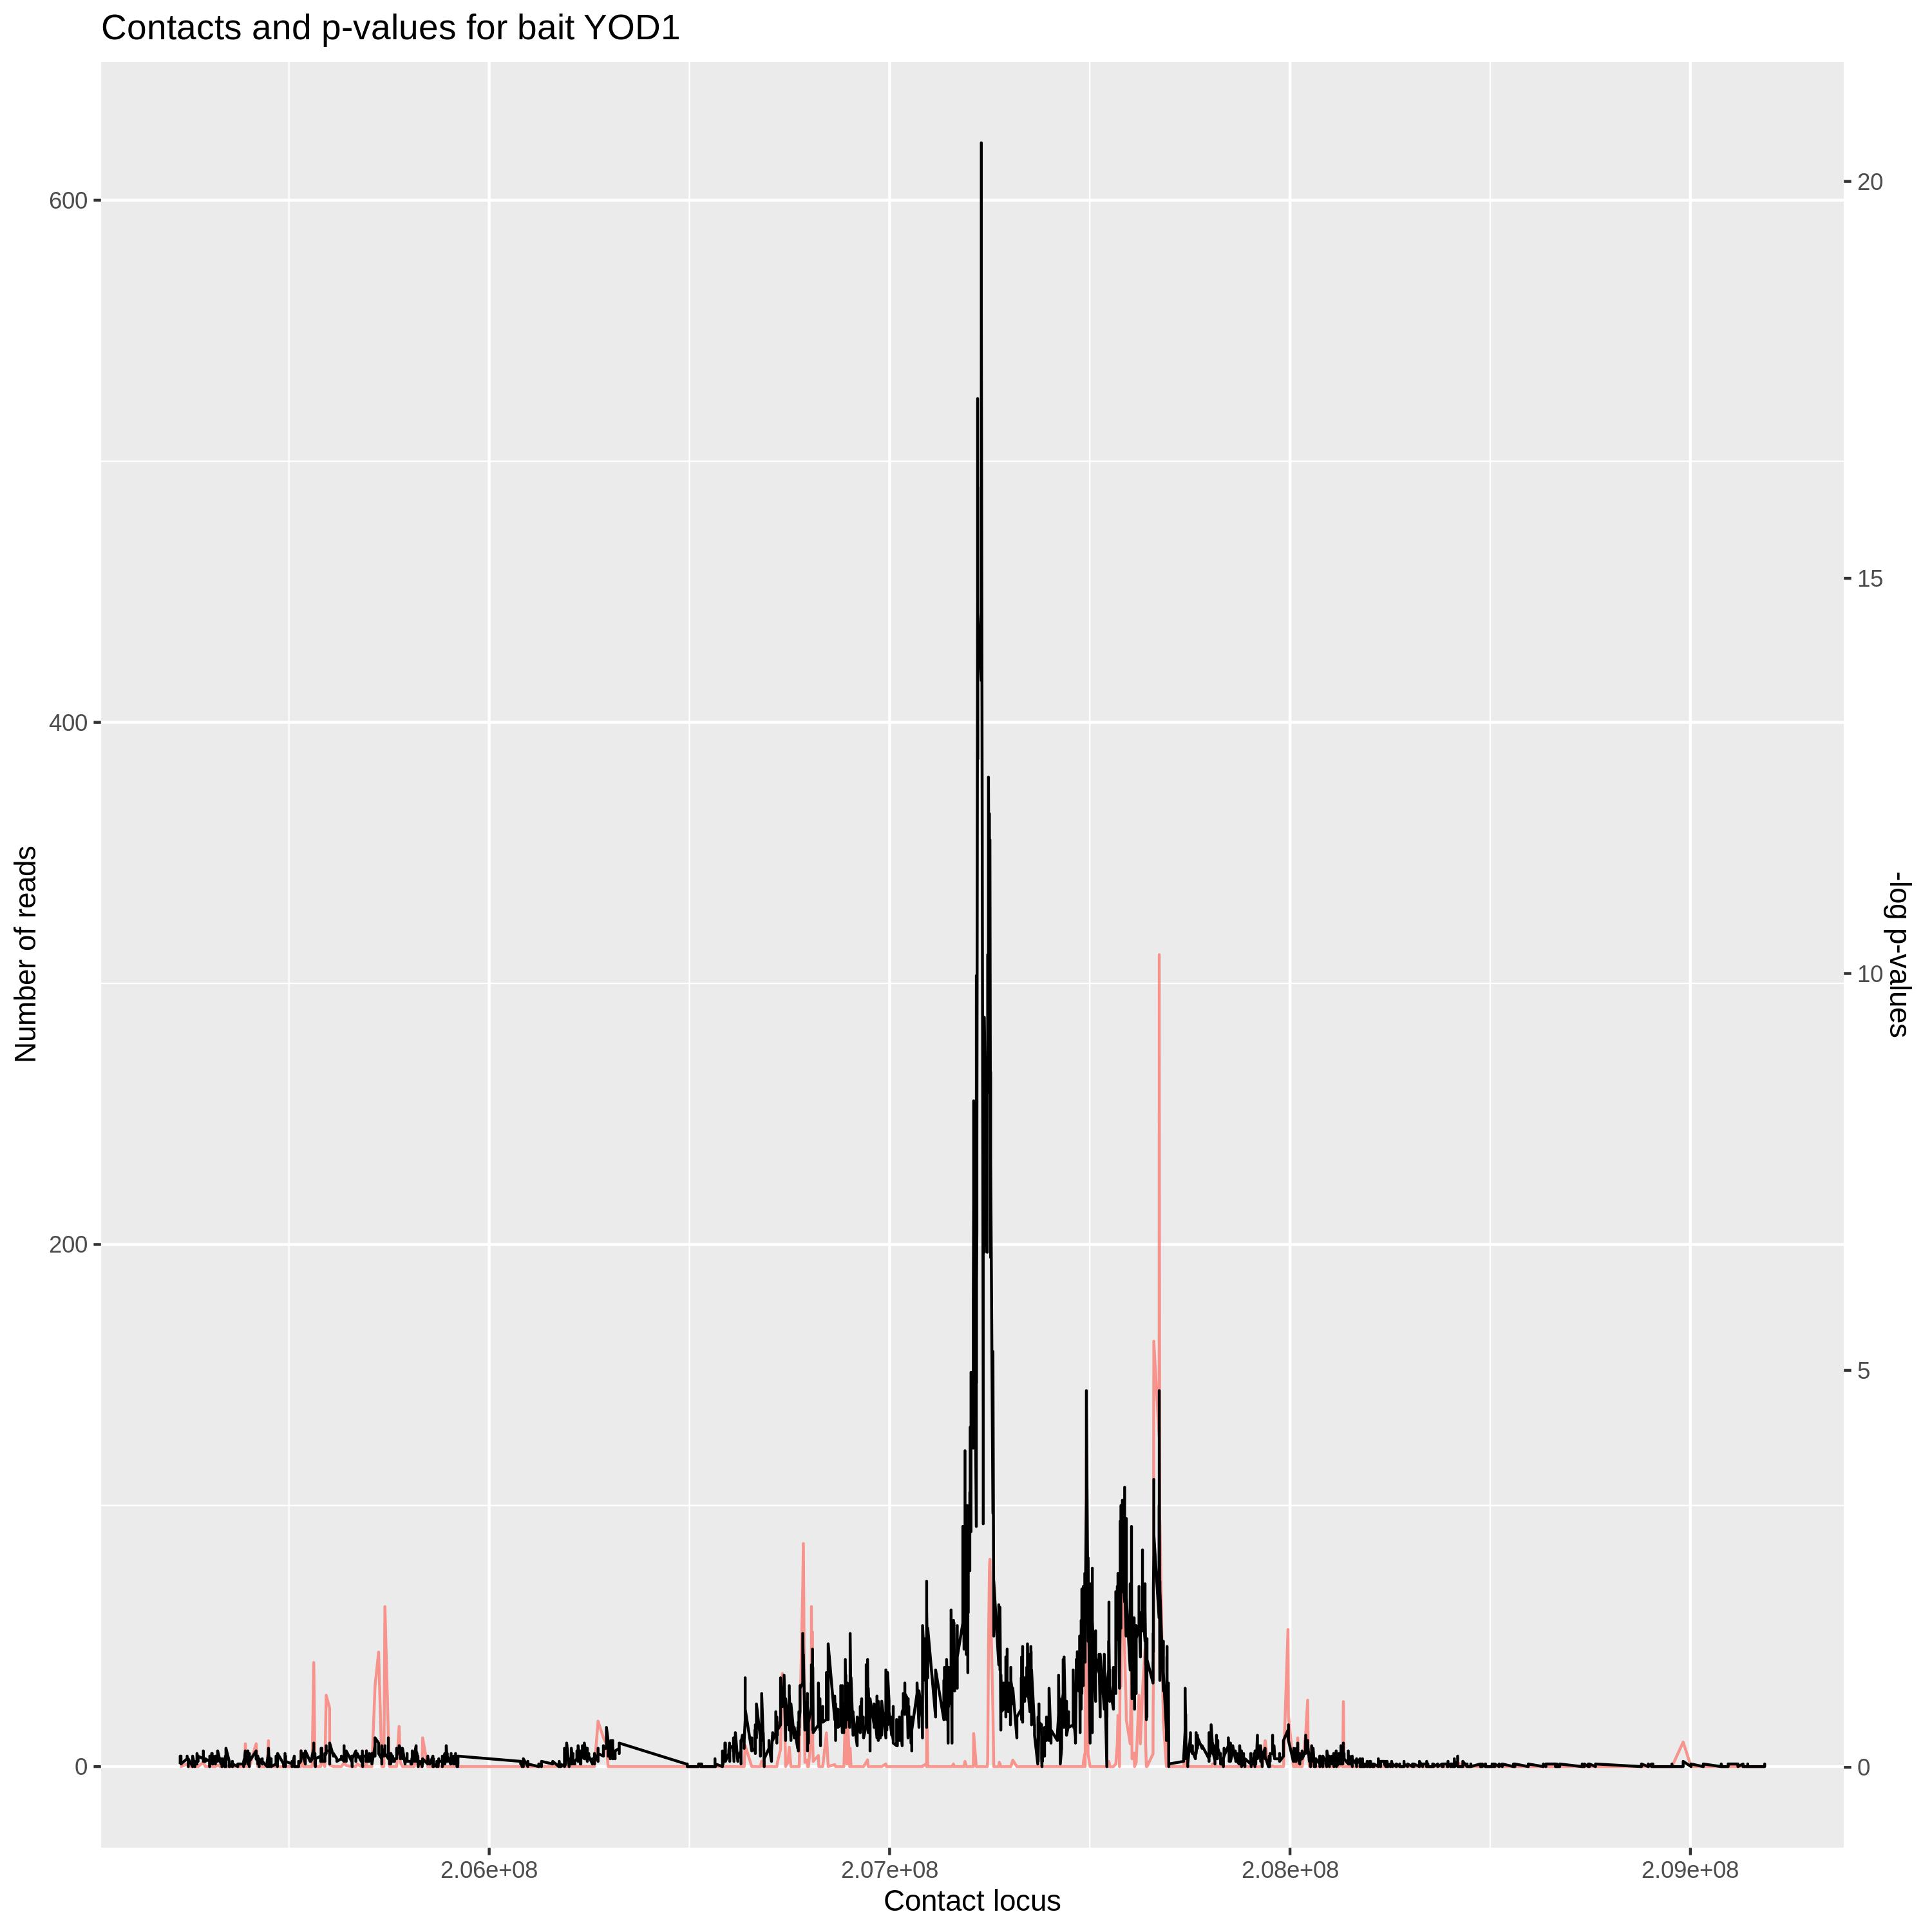 Contacts and p-values for bait YOD1
600
400
200
0
Number of reads
20
15
10
5
0
-log p-values
2.06e+08
2.07e+08
2.08e+08
2.09e+08
Contact locus